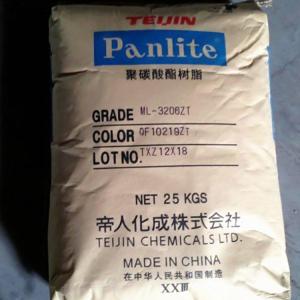 TEIJIN
Panlite
聚碳酸酯树脂
GRADE ML-3206ZT
COLOR QF10219ZT
LOT NO. TXZ12X18
NET 25 KGS
帝人化成株式会社
TEIJIN CHEMICALS LTD.
MADE IN CHINA
在中华人民共和国制造
XXIII